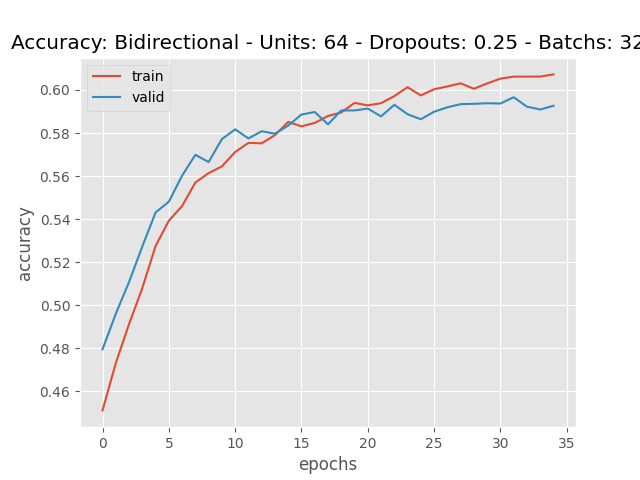 Accuracy: Bidirectional - Units: 64 - Dropouts: 0.25 - Batchs: 32
train
valid
0.60
0.58
0.56
0.54
0.52
0.50
0.48
0.46
accuracy
0 5 10 15 20 25 30 35
epochs